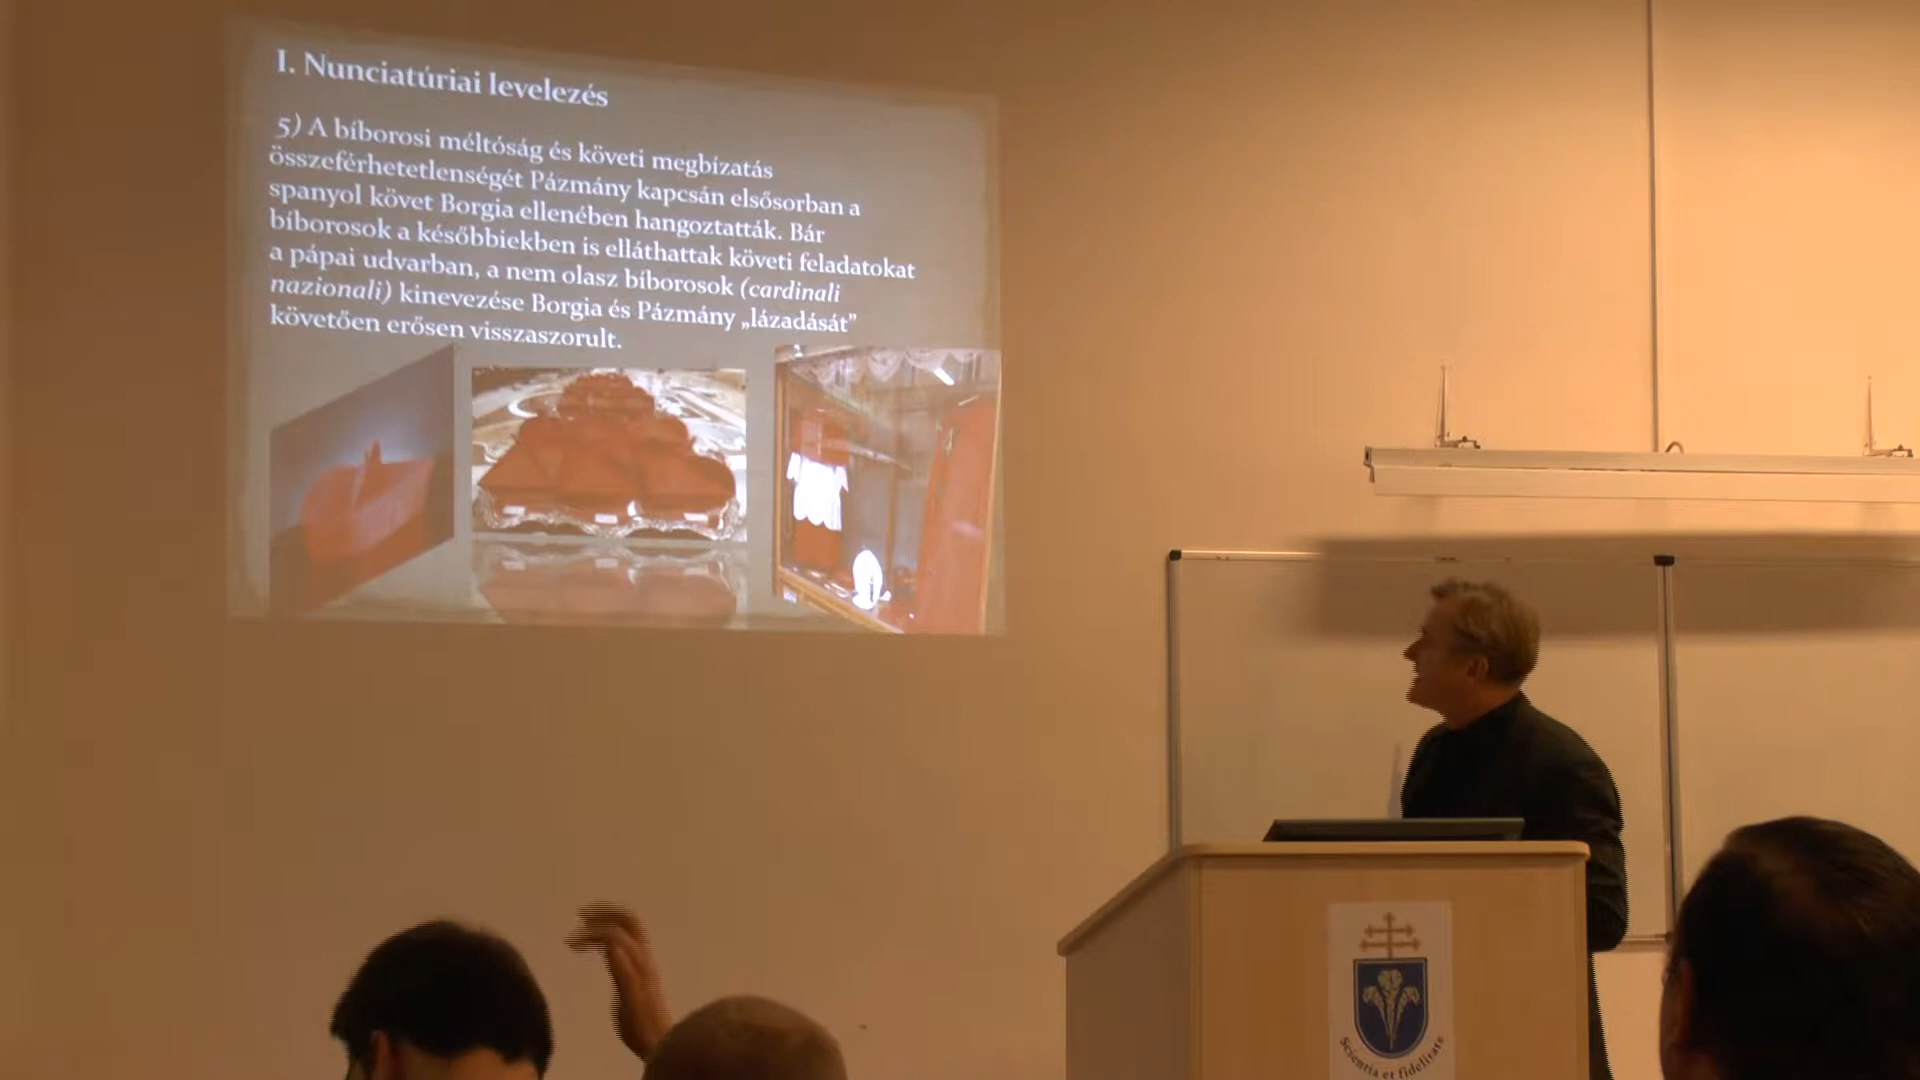 I. Nunciatúriai levelezés
5) A bíborosi méltóság és követi megbízatás
összeférhetetlenségét Pázmány kapcsán elsősorban a
spanyol követ Borgia ellenében hangoztatták. Bár
bíborosok a későbbiekben is elláthattak követi feladatokat
a pápai udvarban, a nem olasz bíborosok (cardinali
nazionali) kinevezése Borgia és Pázmány „lázadását”
követően erősen visszaszorult.
Scientia et fidelitate